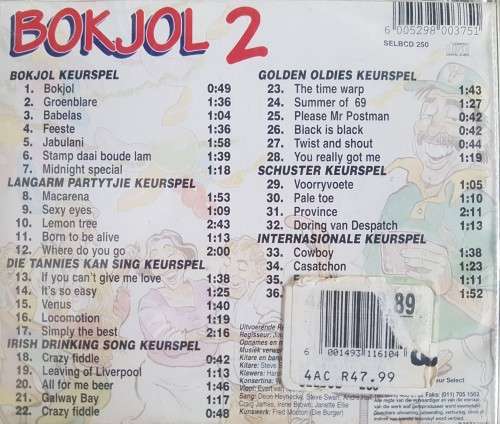 BOKJOL 2
6 005298 003751
SELBCD 250
BOKJOL KEURSPEL
1. Bokjol 0:49
2. Groenblare 1:36
3. Babelas 1:04
4. Feeste 1:36
5. Jabulani 1:58
6. Stamp daai boude lam 1:39
7. Midnight special 1:18
LANGARM PARTYTJIE KEURSPEL
8. Macarena 1:53
9. Sexy eyes 1:09
10. Lemon tree 2:43
11. Born to be alive 1:13
12. Where do you go 2:00
DIE TANNIES KAN SING KEURSPEL
13. If you can't give me love 1:38
14. It's so easy 1:25
15. Venus 1:40
16. Locomotion 1:19
17. Simply the best 2:16
IRISH DRINKING SONG KEURSPEL
18. Crazy fiddle 0:42
19. Leaving of Liverpool 1:13
20. All for me beer 1:46
21. Galway Bay 1:17
22. Crazy fiddle 0:48
GOLDEN OLDIES KEURSPEL
23. The time warp 1:43
24. Summer of 69 1:27
25. Please Mr Postman 0:42
26. Black is black 0:42
27. Twist and shout 0:44
28. You really got me 1:19
SCHUSTER KEURSPEL
29. Voorryvoete 1:05
30. Pale toe 1:10
31. Province 2:11
32. Doring van Despatch 1:13
INTERNASIONALE KEURSPEL
33. Cowboy 1:38
34. Casatchon 1:23
35. 1:11
36. 1:52
89
6 001493 116104
4AC R47.99